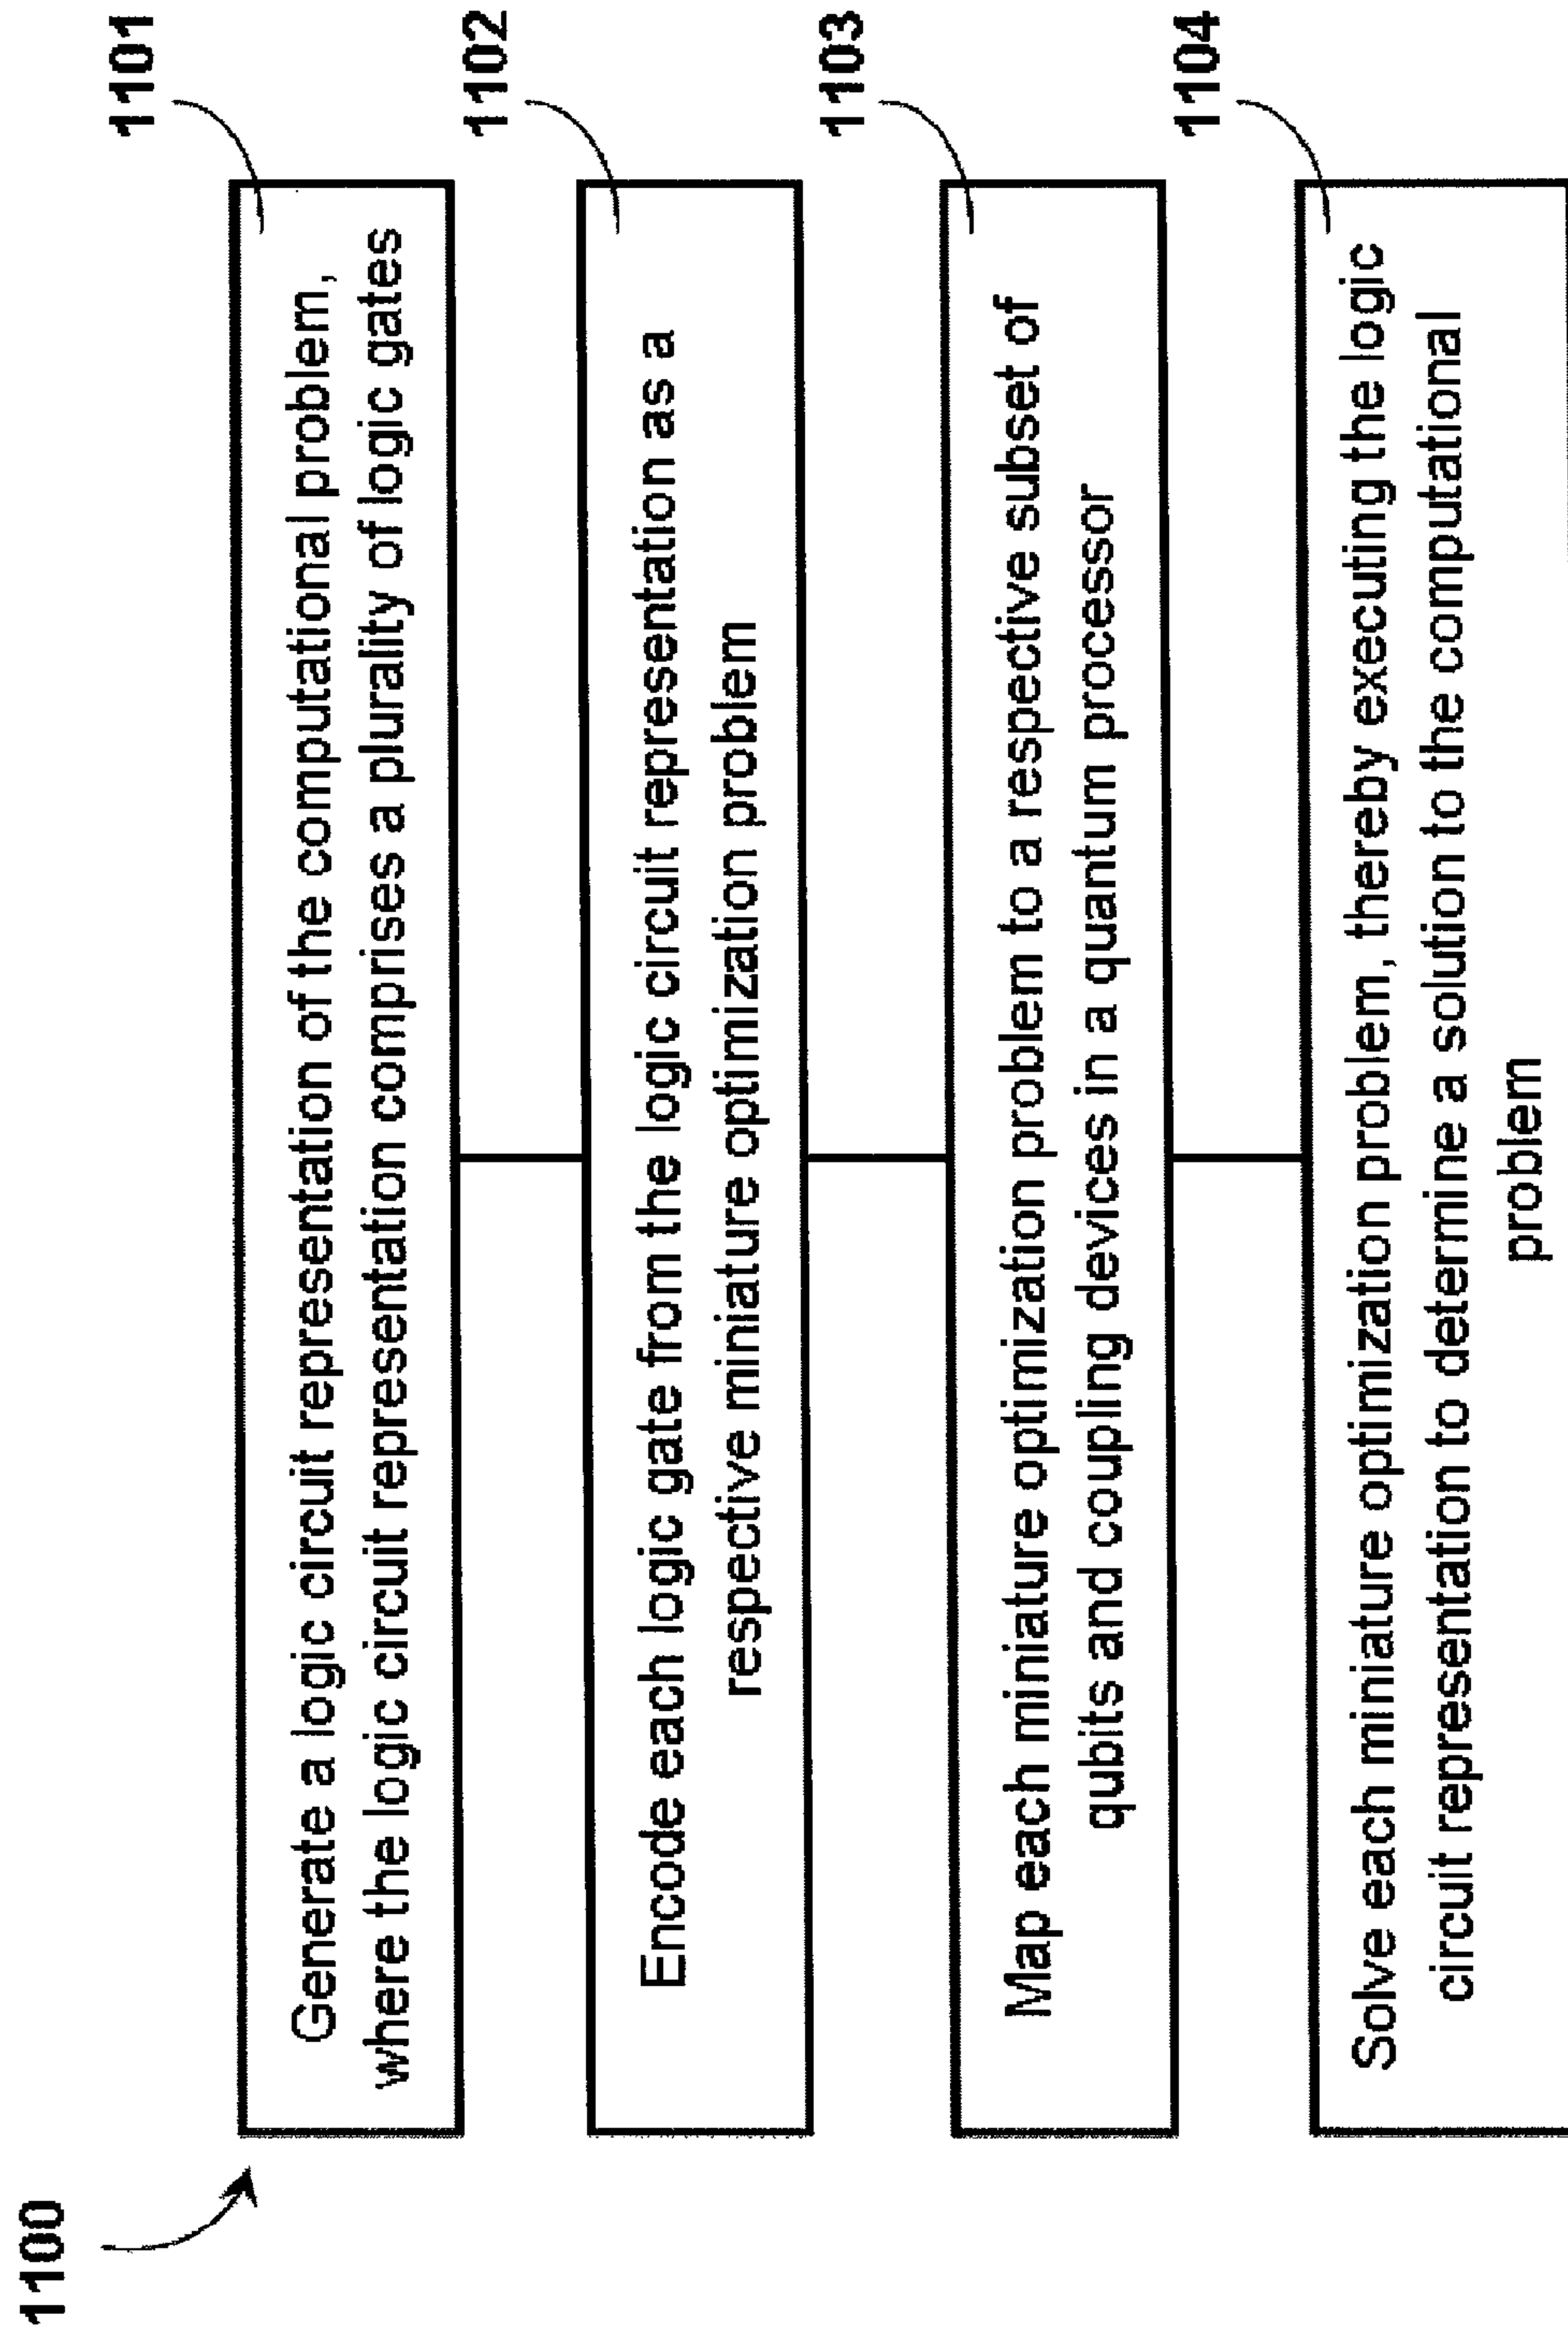 1100
1101
Generate a logic circuit representation of the computational problem,
where the logic circuit representation comprises a plurality of logic gates
1102
Encode each logic gate from the logic circuit representation as a
respective miniature optimization problem
1103
Map each miniature optimization problem to a respective subset of
qubits and coupling devices in a quantum processor
1104
Solve each miniature optimization problem, thereby executing the logic
circuit representation to determine a solution to the computational
problem